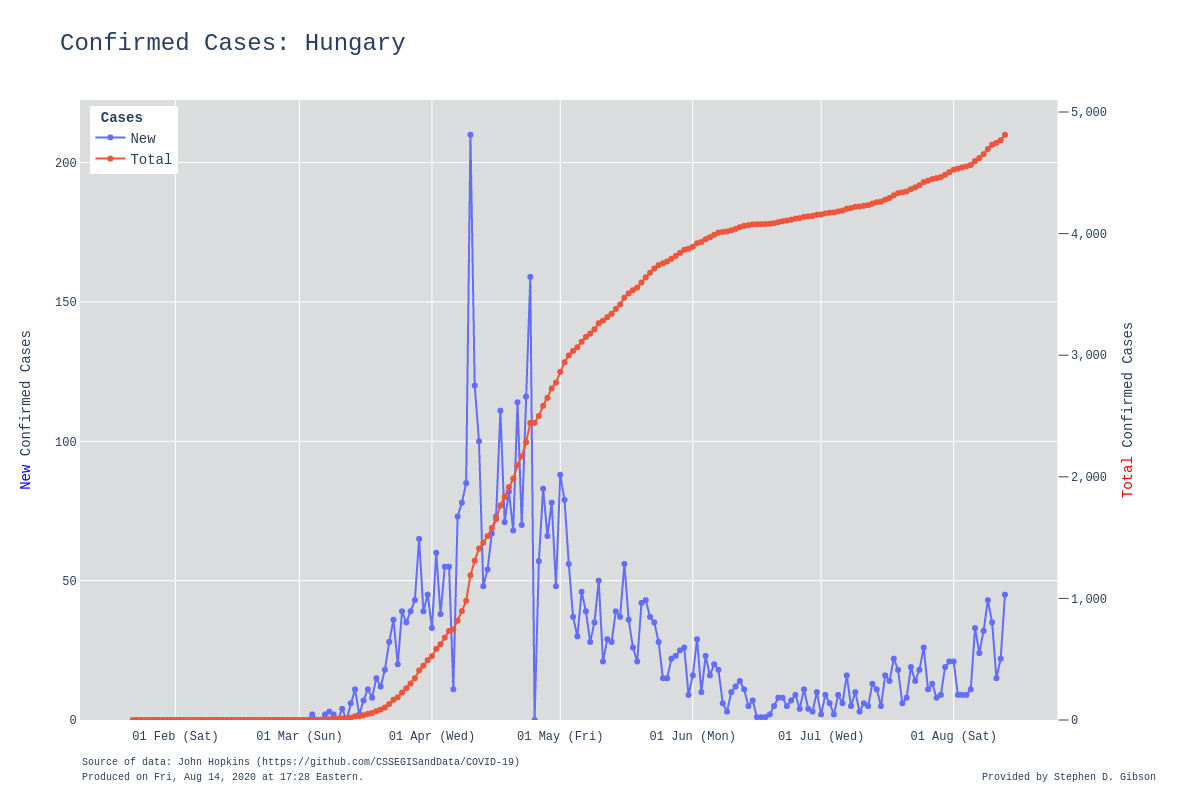 Confirmed Cases: Hungary
Cases
New
Total
200
150
100
50
0
5,000
4,000
3,000
2,000
1,000
0
New Confirmed Cases
Total Confirmed Cases
01 Feb (Sat)
01 Mar (Sun)
01 Apr (Wed)
01 May (Fri)
01 Jun (Mon)
01 Jul (Wed)
01 Aug (Sat)
Source of data: John Hopkins (https://github.com/CSSEGISandData/COVID-19)
Produced on Fri, Aug 14, 2020 at 17:28 Eastern.
Provided by Stephen D. Gibson